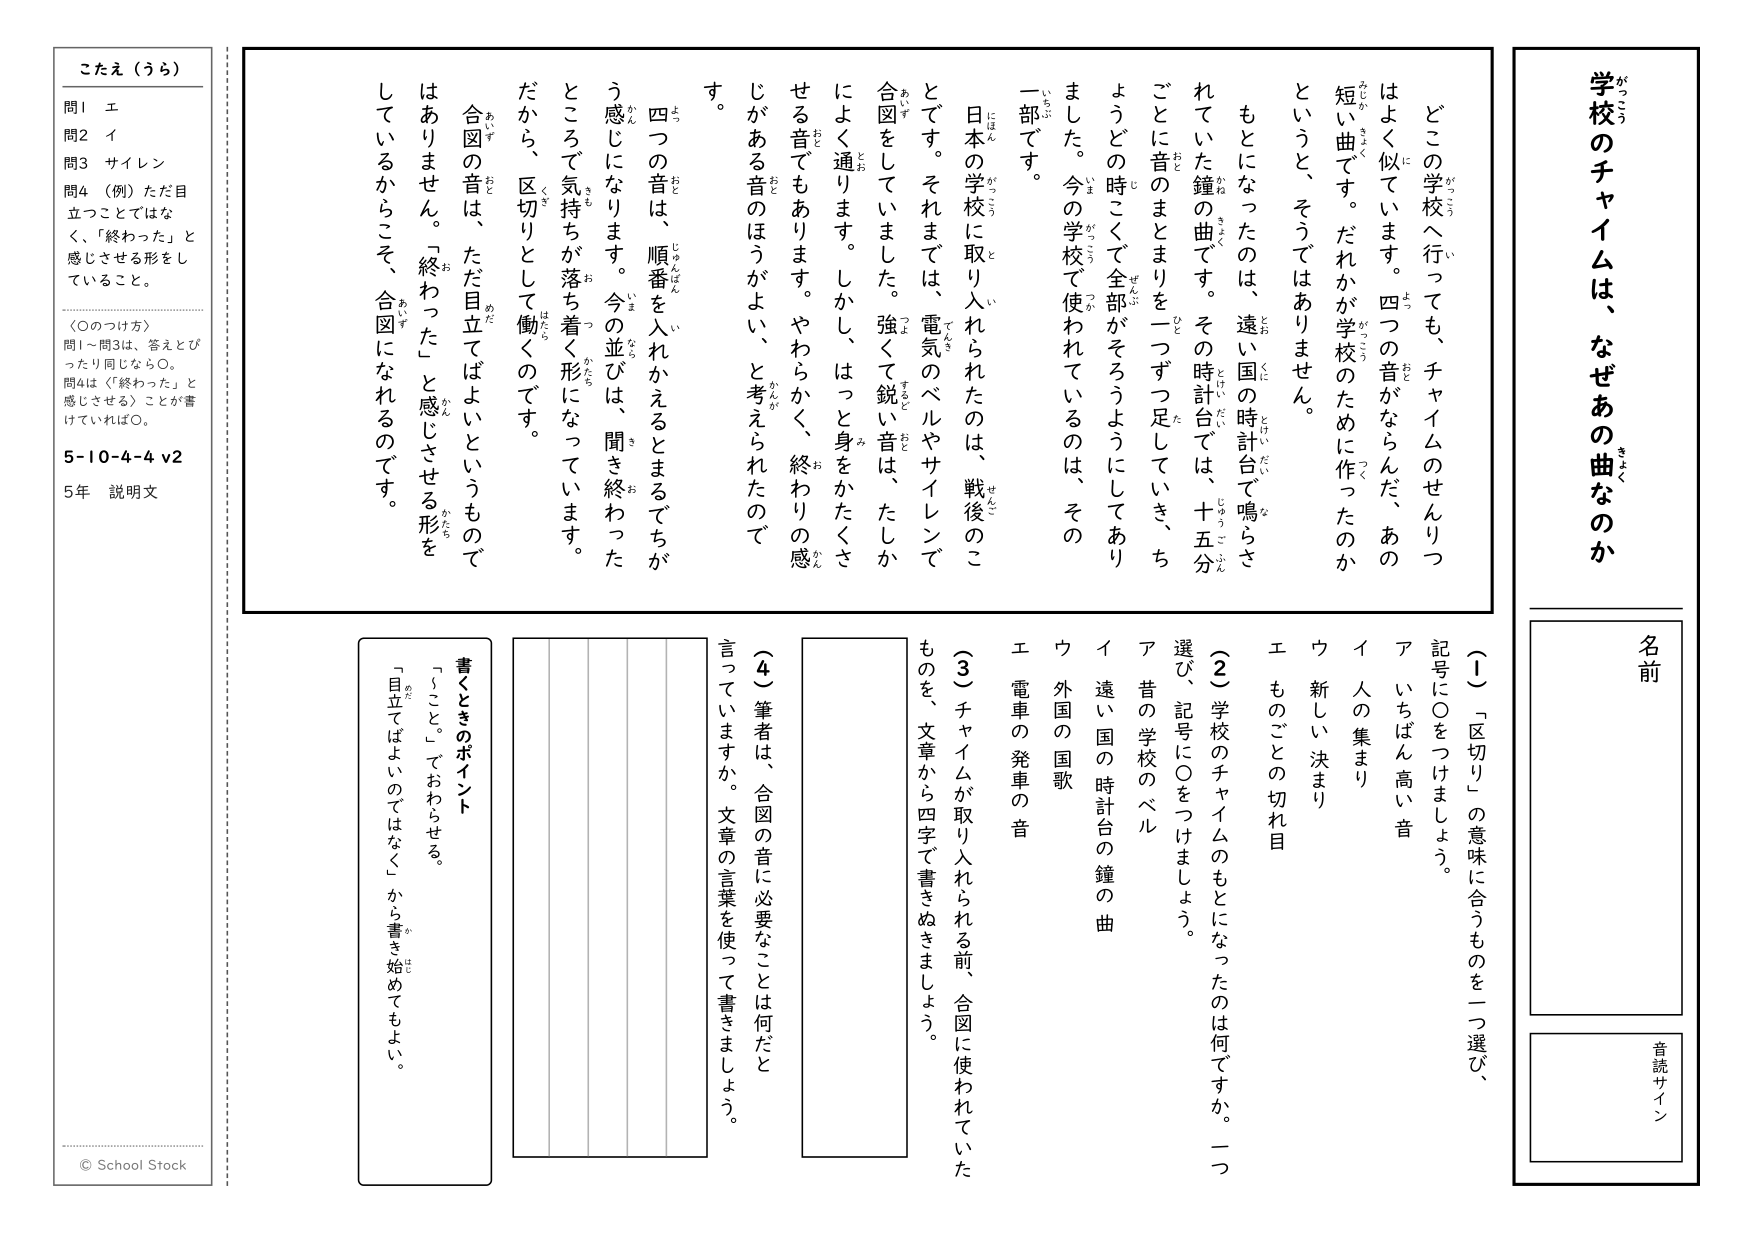 学校のチャイムは、なぜあの曲なのか
名前
音読サイン
どこの学校へ行っても、チャイムのせんりつ
はよく似ています。四つの音がならんだ、あの
短い曲です。だれかが学校のために作ったのか
というと、そうではありません。
もとになったのは、遠い国の時計台で鳴らさ
れていた鐘の曲です。その時計台では、十五分
ごとに音のまとまりを一つずつ足していき、ち
ょうどの時こくで全部がそろうようにしてあり
ました。今の学校で使われているのは、その
一部です。
日本の学校に取り入れられたのは、戦後のこ
とです。それまでは、電気のベルやサイレンで
合図をしていました。強くて鋭い音は、たしか
によく通ります。しかし、はっと身をかたくさ
せる音でもあります。やわらかく、終わりの感
じがある音のほうがよい、と考えられたので
す。
四つの音は、順番を入れかえるとまるでちが
う感じになります。今の並びは、聞き終わった
ところで気持ちが落ち着く形になっています。
だから、区切りとして働くのです。
合図の音は、ただ目立てばよいというもので
はありません。「終わった」と感じさせる形を
しているからこそ、合図になれるのです。
(1)「区切り」の意味に合うものを一つ選び、
記号に〇をつけましょう。
ア いちばん高い音
イ 人の集まり
ウ 新しい決まり
エ ものごとの切れ目
(2)学校のチャイムのもとになったのは何ですか。一つ
選び、記号に〇をつけましょう。
ア 昔の学校のベル
イ 遠い国の時計台の鐘の曲
ウ 外国の国歌
エ 電車の発車の音
(3)チャイムが取り入れられる前、合図に使われていた
ものを、文章から四字で書きぬきましょう。
(4)筆者は、合図の音に必要なことは何だと
言っていますか。文章の言葉を使って書きましょう。
書くときのポイント
「～こと。」でおわらせる。
「目立てばよいのではなく」から書き始めてもよい。
こたえ（うら）
問1 エ
問2 イ
問3 サイレン
問4 （例）ただ目
立つことではな
く、「終わった」と
感じさせる形をし
ていること。
〈〇のつけ方〉
問1～問3は、答えとぴ
ったり同じなら〇。
問4は〈「終わった」と
感じさせる〉ことが書
けていれば〇。
5-10-4-4 v2
5年 説明文
© School Stock